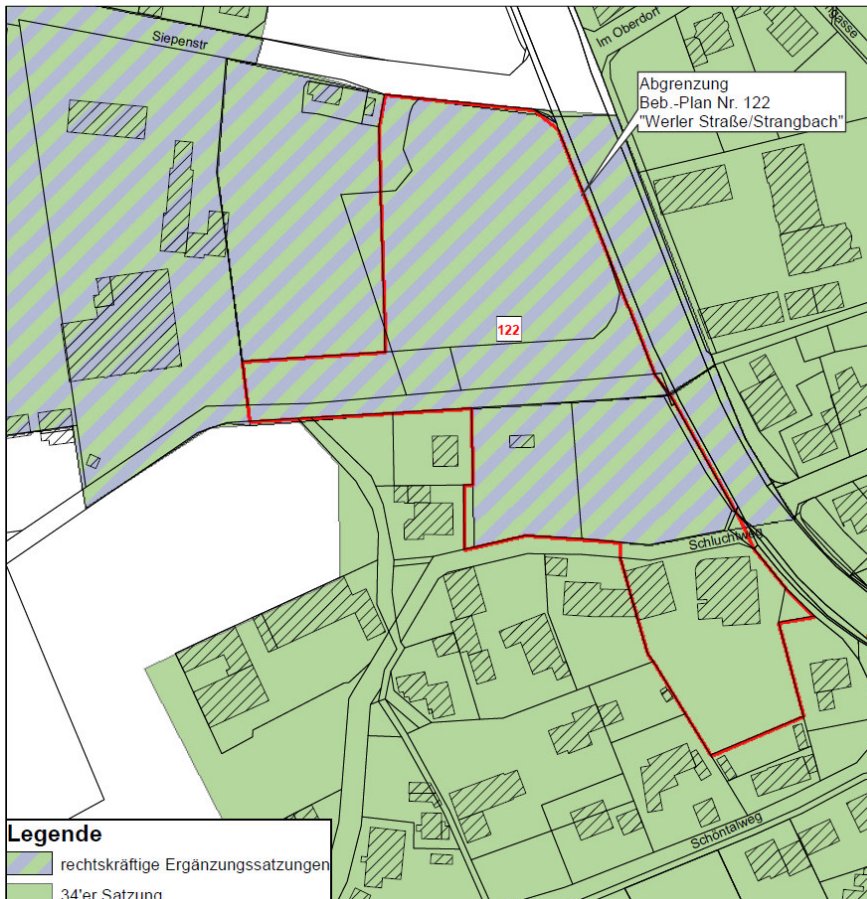 Siepenstr
Im Oberdorf
Abgrenzung
Beb.-Plan Nr. 122
"Werler Straße/Strangbach"
122
Schluchtweg
Schöntalweg
Legende
rechtskräftige Ergänzungssatzungen
34'er Satzung